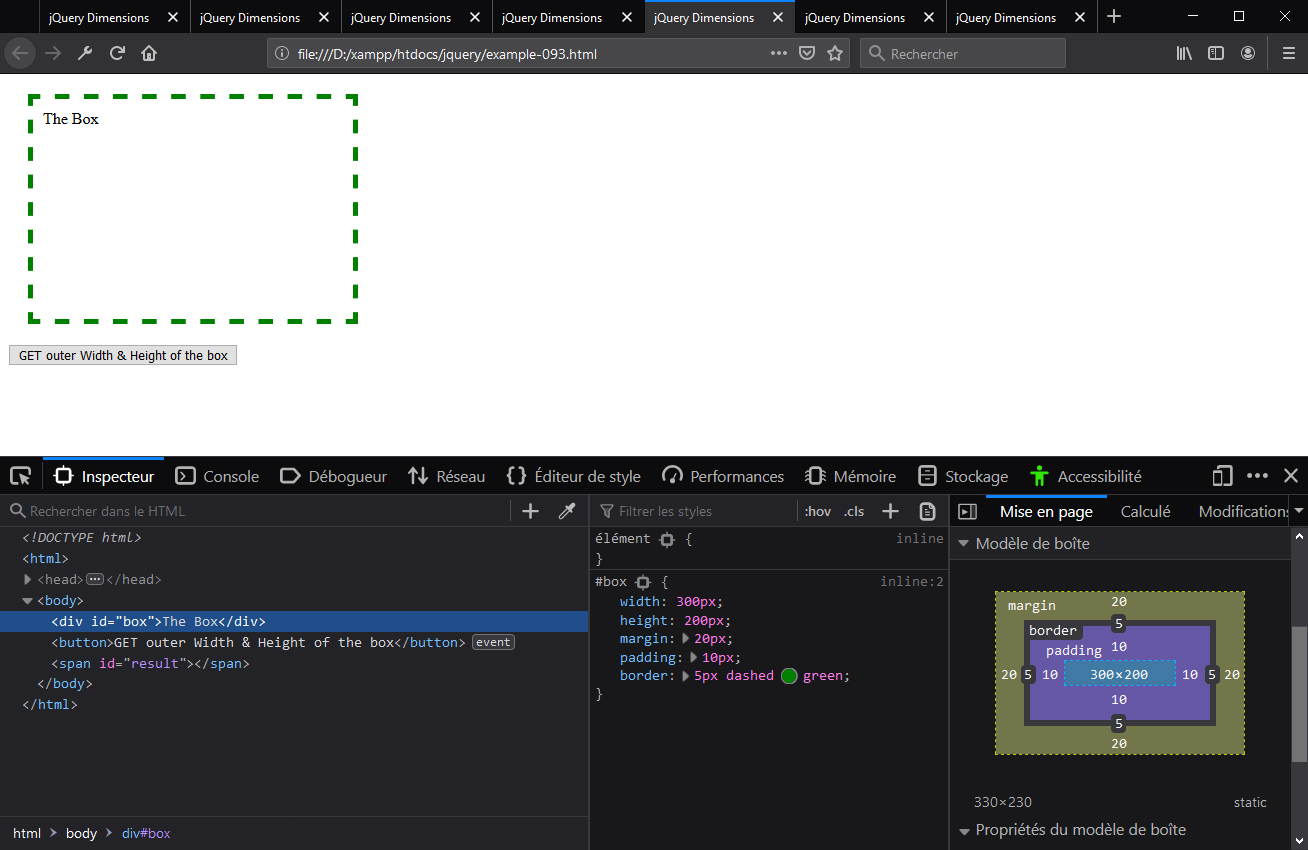 jQuery Dimensions jQuery Dimensions jQuery Dimensions jQuery Dimensions jQuery Dimensions jQuery Dimensions jQuery Dimensions
file:///D:/xampp/htdocs/jquery/example-093.html Rechercher
The Box
GET outer Width & Height of the box
Inspecteur Console Débogueur Réseau Éditeur de style Performances Mémoire Stockage Accessibilité
Rechercher dans le HTML
<!DOCTYPE html>
<html>
<head>…</head>
<body>
<div id="box">The Box</div>
<button>GET outer Width & Height of the box</button> event
<span id="result"></span>
</body>
</html>
html > body > div#box
Filtrer les styles :hov .cls
élément { inline
}
#box { inline:2
width: 300px;
height: 200px;
margin: 20px;
padding: 10px;
border: 5px dashed green;
}
Mise en page Calculé Modifications
Modèle de boîte
margin 20
border 5
padding 10
20 5 10 300×200 10 5 20
10
5
20
330×230 static
Propriétés du modèle de boîte